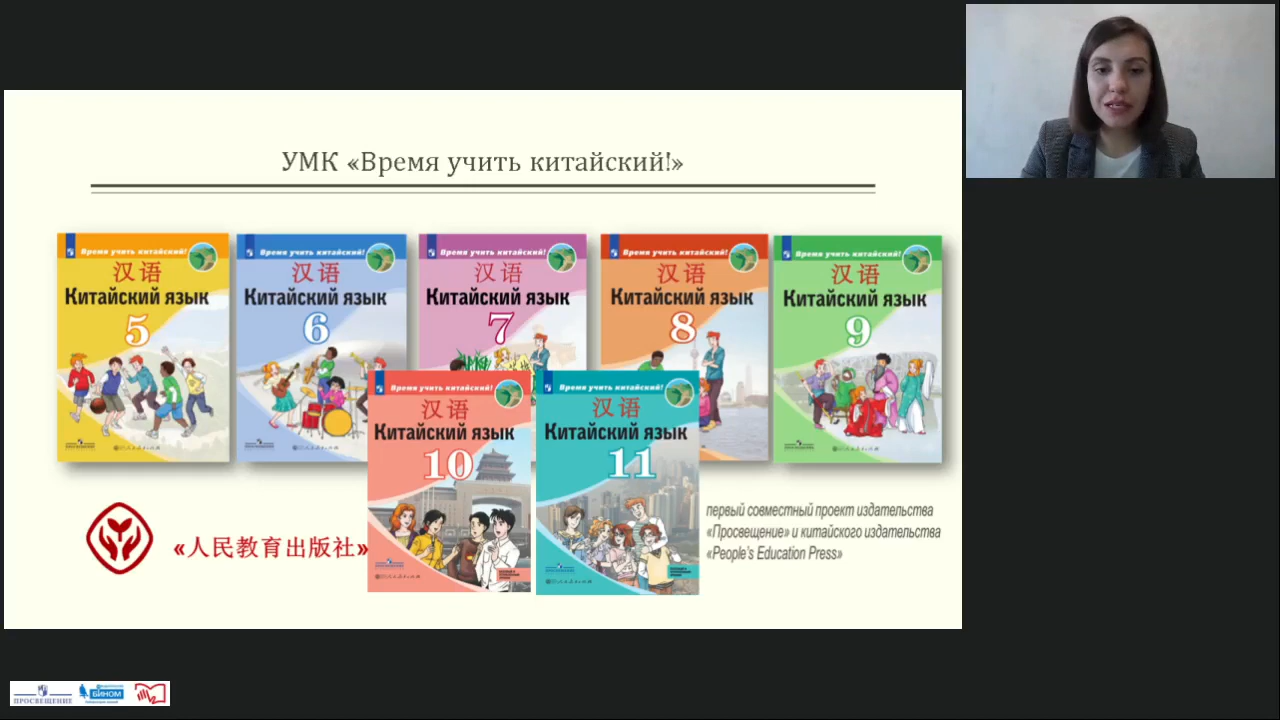 УМК «Время учить китайский!»
Время учить китайский!
汉语
Китайский язык
5
Время учить китайский!
汉语
Китайский язык
6
Время учить китайский!
汉语
Китайский язык
7
Время учить китайский!
汉语
Китайский язык
8
Время учить китайский!
汉语
Китайский язык
9
Время учить китайский!
汉语
Китайский язык
10
Время учить китайский!
汉语
Китайский язык
11
«人民教育出版社»
первый совместный проект издательства
«Просвещение» и китайского издательства
«People's Education Press»
ПРОСВЕЩЕНИЕ
БИНОМ